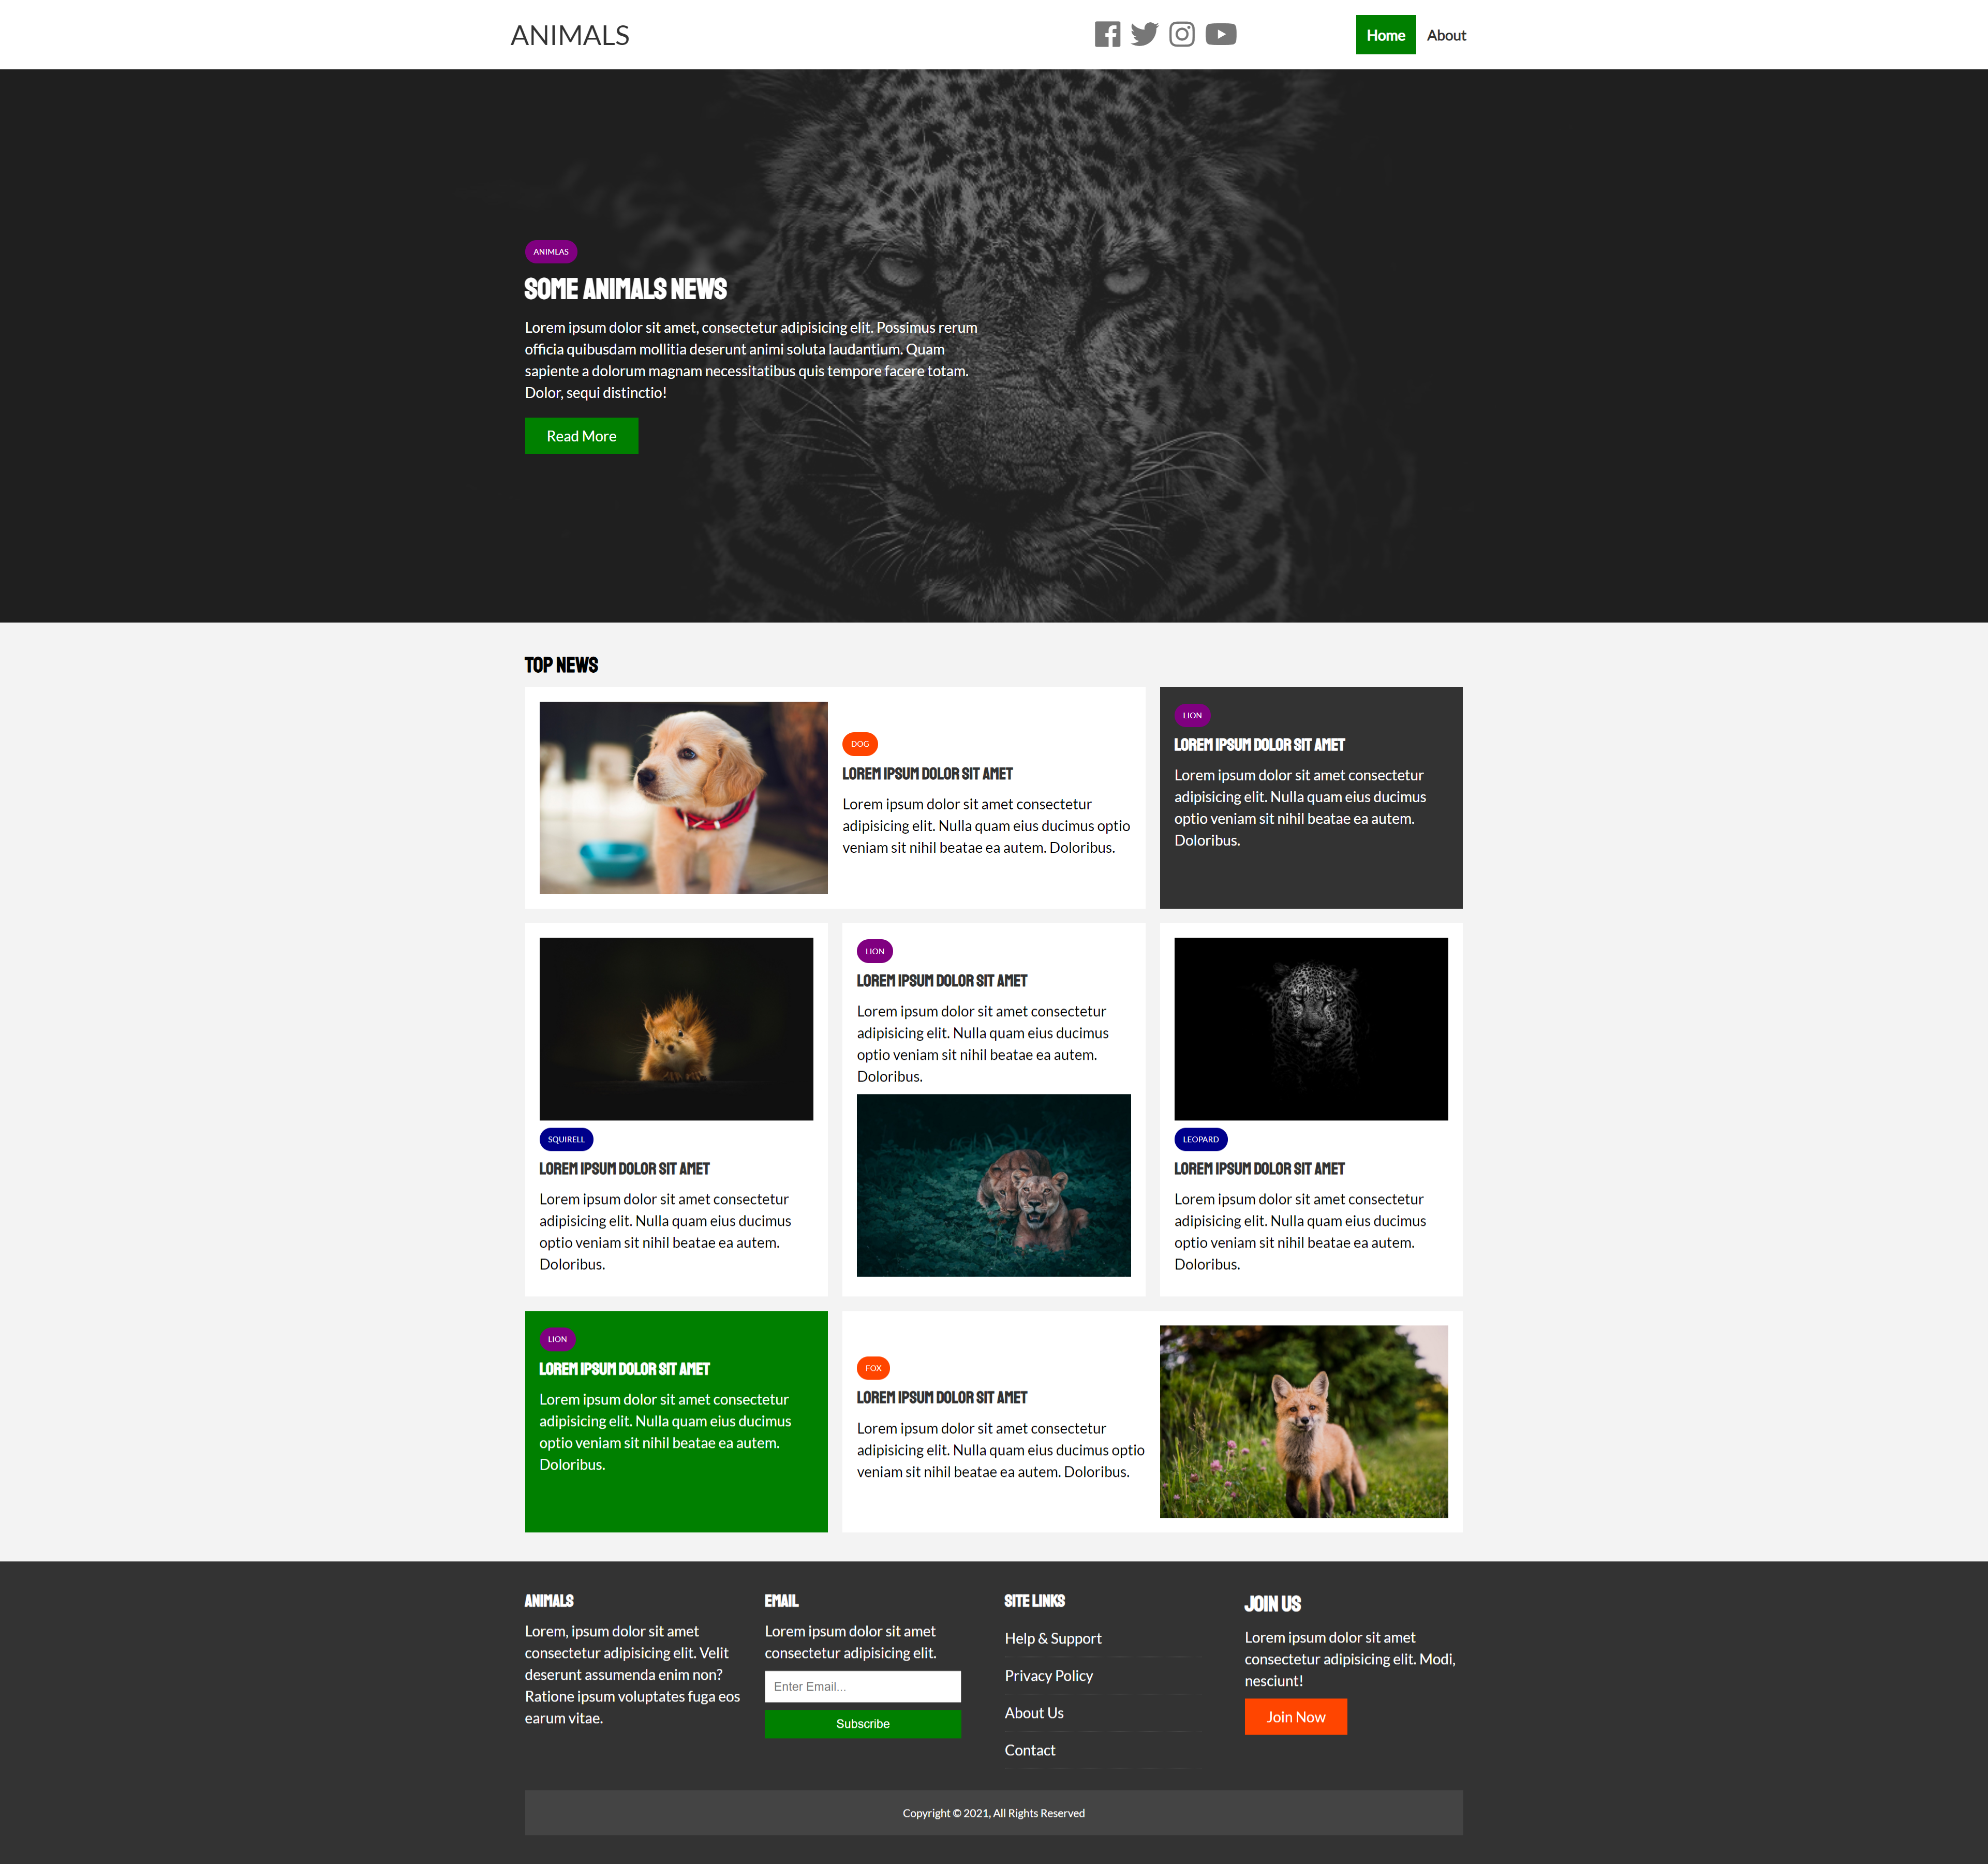 ANIMALS
Home About
ANIMLAS
SOME ANIMALS NEWS
Lorem ipsum dolor sit amet, consectetur adipisicing elit. Possimus rerum
officia quibusdam mollitia deserunt animi soluta laudantium. Quam
sapiente a dolorum magnam necessitatibus quis tempore facere totam.
Dolor, sequi distinctio!
Read More
TOP NEWS
DOG
LOREM IPSUM DOLOR SIT AMET
Lorem ipsum dolor sit amet consectetur
adipisicing elit. Nulla quam eius ducimus optio
veniam sit nihil beatae ea autem. Doloribus.
LION
LOREM IPSUM DOLOR SIT AMET
Lorem ipsum dolor sit amet consectetur
adipisicing elit. Nulla quam eius ducimus
optio veniam sit nihil beatae ea autem.
Doloribus.
SQUIRELL
LOREM IPSUM DOLOR SIT AMET
Lorem ipsum dolor sit amet consectetur
adipisicing elit. Nulla quam eius ducimus
optio veniam sit nihil beatae ea autem.
Doloribus.
LION
LOREM IPSUM DOLOR SIT AMET
Lorem ipsum dolor sit amet consectetur
adipisicing elit. Nulla quam eius ducimus
optio veniam sit nihil beatae ea autem.
Doloribus.
LEOPARD
LOREM IPSUM DOLOR SIT AMET
Lorem ipsum dolor sit amet consectetur
adipisicing elit. Nulla quam eius ducimus
optio veniam sit nihil beatae ea autem.
Doloribus.
LION
LOREM IPSUM DOLOR SIT AMET
Lorem ipsum dolor sit amet consectetur
adipisicing elit. Nulla quam eius ducimus
optio veniam sit nihil beatae ea autem.
Doloribus.
FOX
LOREM IPSUM DOLOR SIT AMET
Lorem ipsum dolor sit amet consectetur
adipisicing elit. Nulla quam eius ducimus optio
veniam sit nihil beatae ea autem. Doloribus.
ANIMALS
Lorem, ipsum dolor sit amet
consectetur adipisicing elit. Velit
deserunt assumenda enim non?
Ratione ipsum voluptates fuga eos
earum vitae.
EMAIL
Lorem ipsum dolor sit amet
consectetur adipisicing elit.
Enter Email...
Subscribe
SITE LINKS
Help & Support
Privacy Policy
About Us
Contact
JOIN US
Lorem ipsum dolor sit amet
consectetur adipisicing elit. Modi,
nesciunt!
Join Now
Copyright © 2021, All Rights Reserved